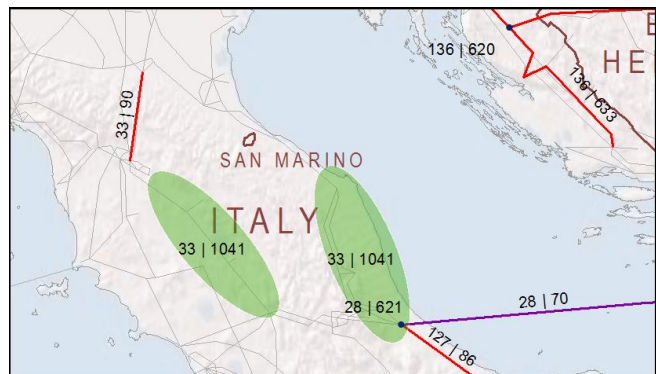 136 | 620
E
HE
136 | 633
33 | 90
SAN MARINO
ITALY
33 | 1041
33 | 1041
28 | 621
28 | 70
127 | 86